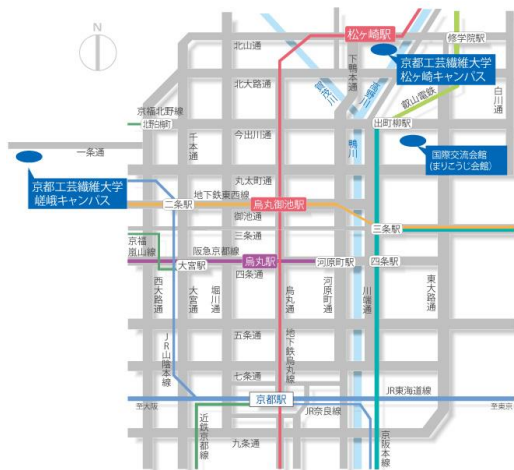 N
松ヶ崎駅
修学院駅
北山通
京都工芸繊維大学
松ヶ崎キャンパス
下鴨本通
賀茂川
高野川
北大路通
叡山電鉄
白川通
京福北野線
北野白梅町
千本通
今出川通
出町柳駅
鴨川
国際交流会館
(まりこうじ会館)
一条通
京都工芸繊維大学
嵯峨キャンパス
丸太町通
地下鉄東西線
二条駅
烏丸御池駅
御池通
三条通
三条駅
京福
嵐山線
阪急京都線
大宮駅
烏丸駅
河原町駅
四条駅
四条通
西大路通
大宮通
堀川通
烏丸通
河原町通
川端通
東大路通
五条通
JR山陰本線
地下鉄烏丸線
七条通
京都駅
JR東海道線
至大阪
至東京
JR奈良線
近鉄京都線
九条通
京阪本線